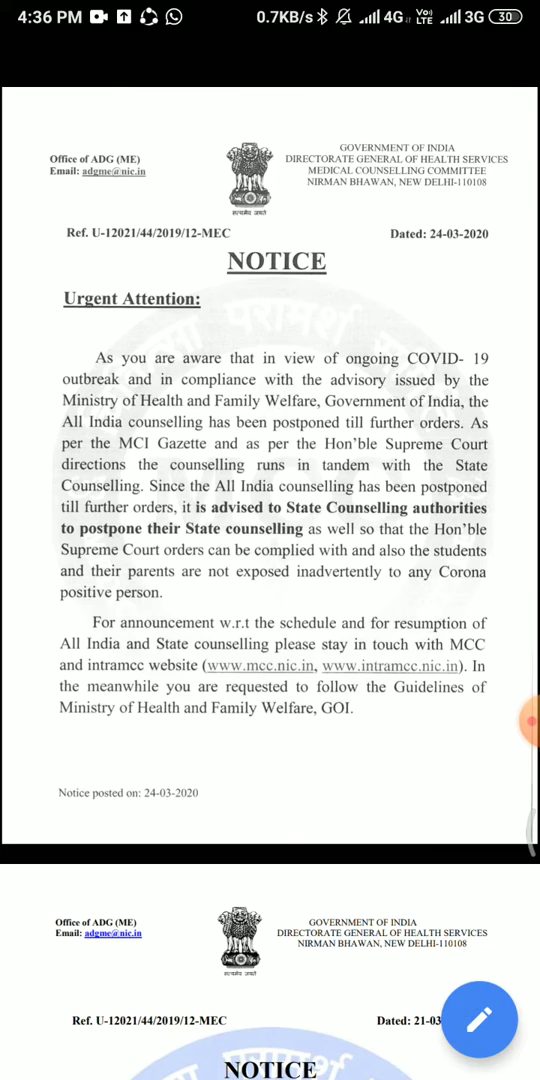 4:36 PM
0.7KB/s
4G
Vo)
LTE
3G
30
Office of ADG (ME)
Email: adgme@nic.in
सत्यमेव जयते
GOVERNMENT OF INDIA
DIRECTORATE GENERAL OF HEALTH SERVICES
MEDICAL COUNSELLING COMMITTEE
NIRMAN BHAWAN, NEW DELHI-110108
Ref. U-12021/44/2019/12-MEC
Dated: 24-03-2020
NOTICE
Urgent Attention:
परामर्श
As you are aware that in view of ongoing COVID- 19
outbreak and in compliance with the advisory issued by the
Ministry of Health and Family Welfare, Government of India, the
All India counselling has been postponed till further orders. As
per the MCI Gazette and as per the Hon'ble Supreme Court
directions the counselling runs in tandem with the State
Counselling. Since the All India counselling has been postponed
till further orders, it is advised to State Counselling authorities
to postpone their State counselling as well so that the Hon'ble
Supreme Court orders can be complied with and also the students
and their parents are not exposed inadvertently to any Corona
positive person.
For announcement w.r.t the schedule and for resumption of
All India and State counselling please stay in touch with MCC
and intramcc website (www.mcc.nic.in, www.intramcc.nic.in). In
the meanwhile you are requested to follow the Guidelines of
Ministry of Health and Family Welfare, GOI.
Notice posted on: 24-03-2020
Office of ADG (ME)
Email: adgme@nic.in
सत्यमेव जयते
GOVERNMENT OF INDIA
DIRECTORATE GENERAL OF HEALTH SERVICES
NIRMAN BHAWAN, NEW DELHI-110108
Ref. U-12021/44/2019/12-MEC
Dated: 21-03
NOTICE
परामर्श